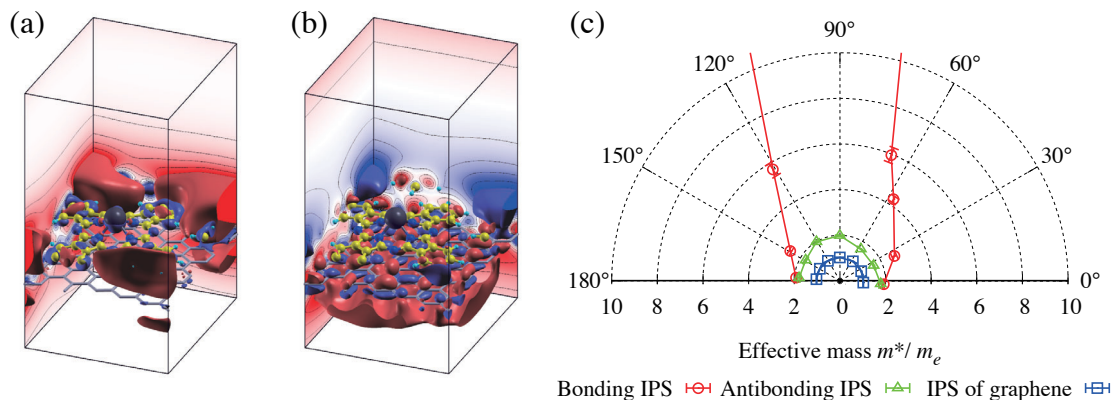 (a)
(b)
(c)
90°
120°
60°
150°
30°
180°
0°
10 8 6 4 2 0 2 4 6 8 10
Effective mass m*/ mₑ
Bonding IPS Antibonding IPS IPS of graphene